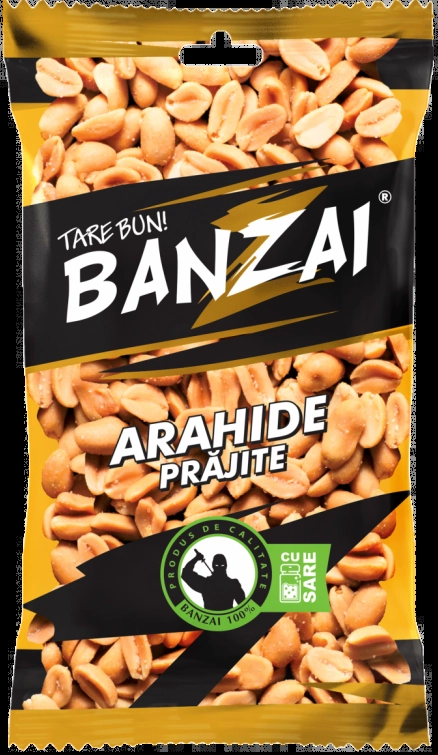 TARE BUN!
BANZAI®
ARAHIDE
PRĂJITE
PRODUS DE CALITATE
BANZAI 100%
CU
SARE